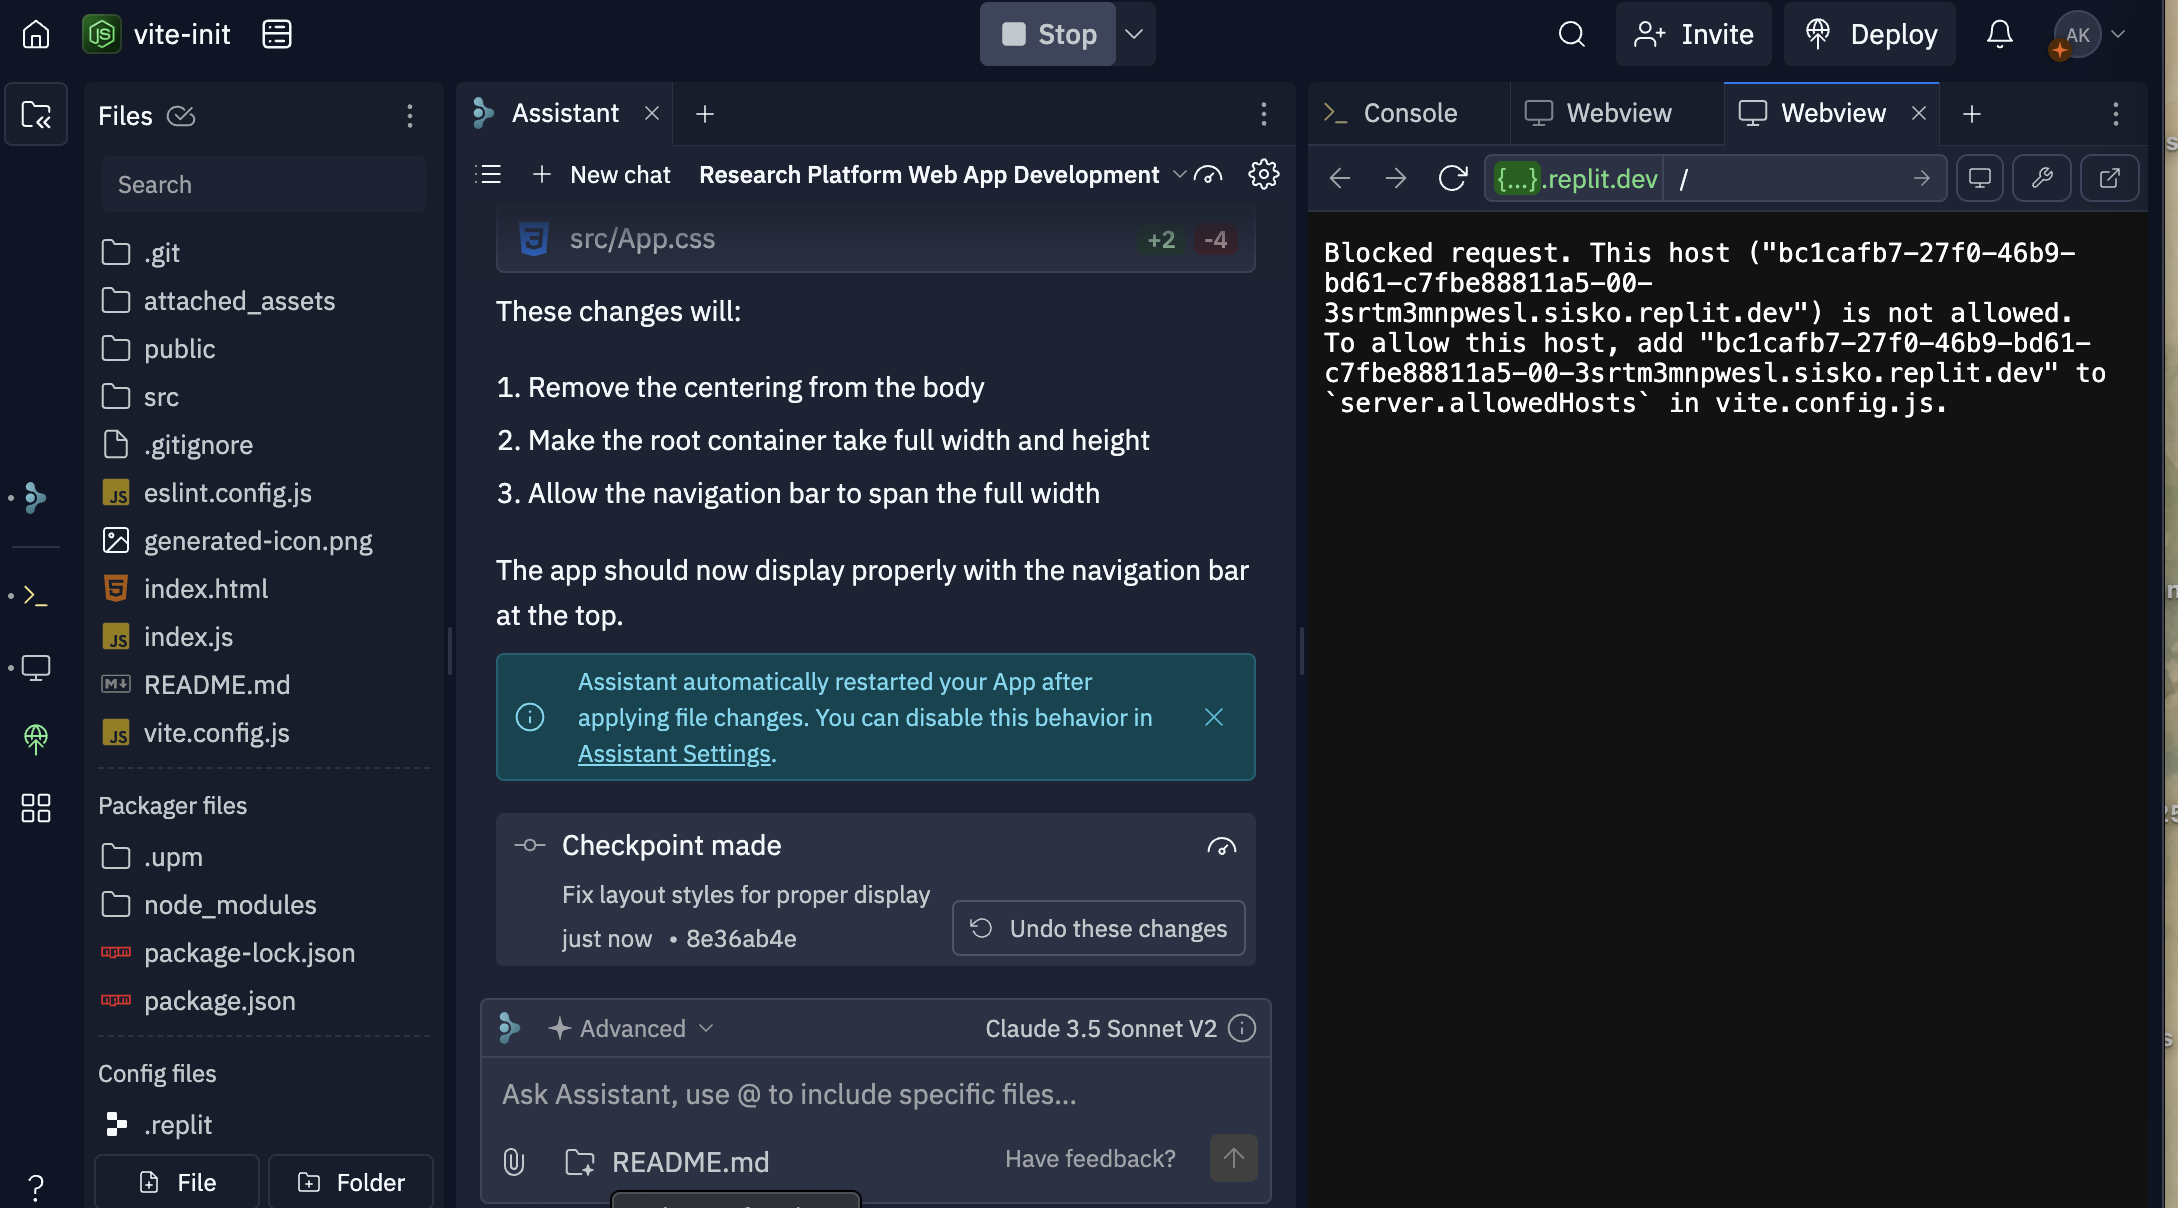 vite-init
Stop
Invite
Deploy
AK
Files
Search
.git
attached_assets
public
src
.gitignore
JS eslint.config.js
generated-icon.png
5 index.html
JS index.js
M↓ README.md
JS vite.config.js
Packager files
.upm
node_modules
npm package-lock.json
npm package.json
Config files
.replit
File
Folder
Assistant
New chat
Research Platform Web App Development
3 src/App.css
+2 -4
These changes will:
1. Remove the centering from the body
2. Make the root container take full width and height
3. Allow the navigation bar to span the full width
The app should now display properly with the navigation bar
at the top.
Assistant automatically restarted your App after
applying file changes. You can disable this behavior in
Assistant Settings.
Checkpoint made
Fix layout styles for proper display
just now • 8e36ab4e
Undo these changes
Advanced
Claude 3.5 Sonnet V2
Ask Assistant, use @ to include specific files...
README.md
Have feedback?
Console
Webview
Webview
{...}.replit.dev
/
Blocked request. This host ("bc1cafb7-27f0-46b9-
bd61-c7fbe88811a5-00-
3srtm3mnpwesl.sisko.replit.dev") is not allowed.
To allow this host, add "bc1cafb7-27f0-46b9-bd61-
c7fbe88811a5-00-3srtm3mnpwesl.sisko.replit.dev" to
`server.allowedHosts` in vite.config.js.